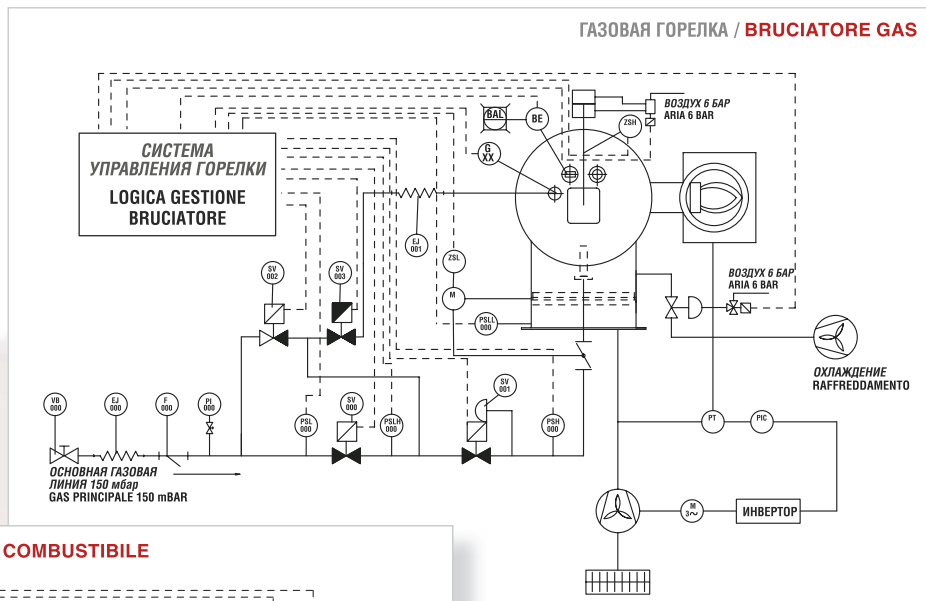 ГАЗОВАЯ ГОРЕЛКА / BRUCIATORE GAS
ВОЗДУХ 6 БАР
ARIA 6 BAR
BAL
BE
ZSH
G
XX
СИСТЕМА
УПРАВЛЕНИЯ ГОРЕЛКИ
LOGICA GESTIONE
BRUCIATORE
EJ
001
ZSL
SV
002
SV
003
M
ВОЗДУХ 6 БАР
ARIA 6 BAR
PSLL
000
ОХЛАЖДЕНИЕ
RAFFREDDAMENTO
VB
000
EJ
000
F
000
PI
000
PSL
000
SV
000
PSLH
000
SV
001
PSH
000
PT
PIC
ОСНОВНАЯ ГАЗОВАЯ
ЛИНИЯ 150 мбар
GAS PRINCIPALE 150 mBAR
M
3~
ИНВЕРТОР
COMBUSTIBILE